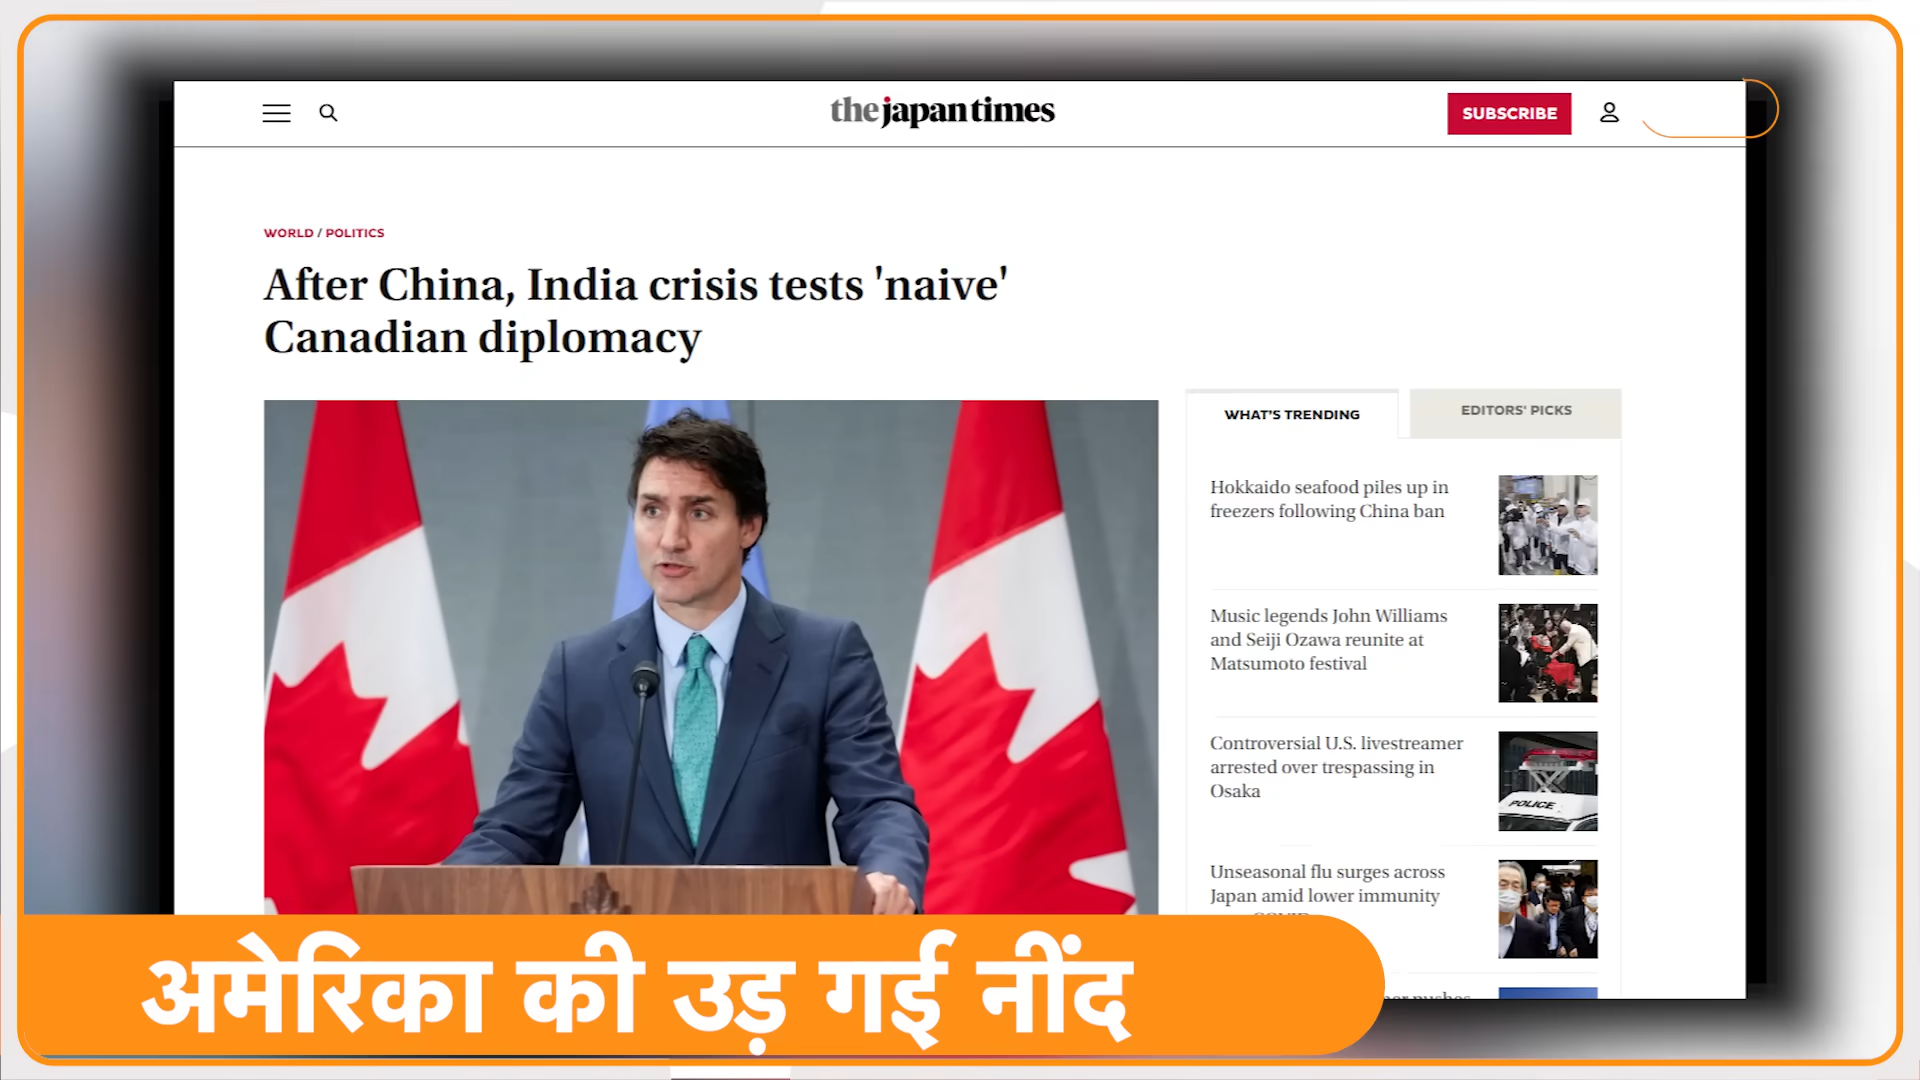 the japan times
SUBSCRIBE
WORLD / POLITICS
After China, India crisis tests 'naive'
Canadian diplomacy
WHAT'S TRENDING
EDITORS' PICKS
Hokkaido seafood piles up in
freezers following China ban
Music legends John Williams
and Seiji Ozawa reunite at
Matsumoto festival
Controversial U.S. livestreamer
arrested over trespassing in
Osaka
POLICE
Unseasonal flu surges across
Japan amid lower immunity
अमेरिका की उड़ गई नींद